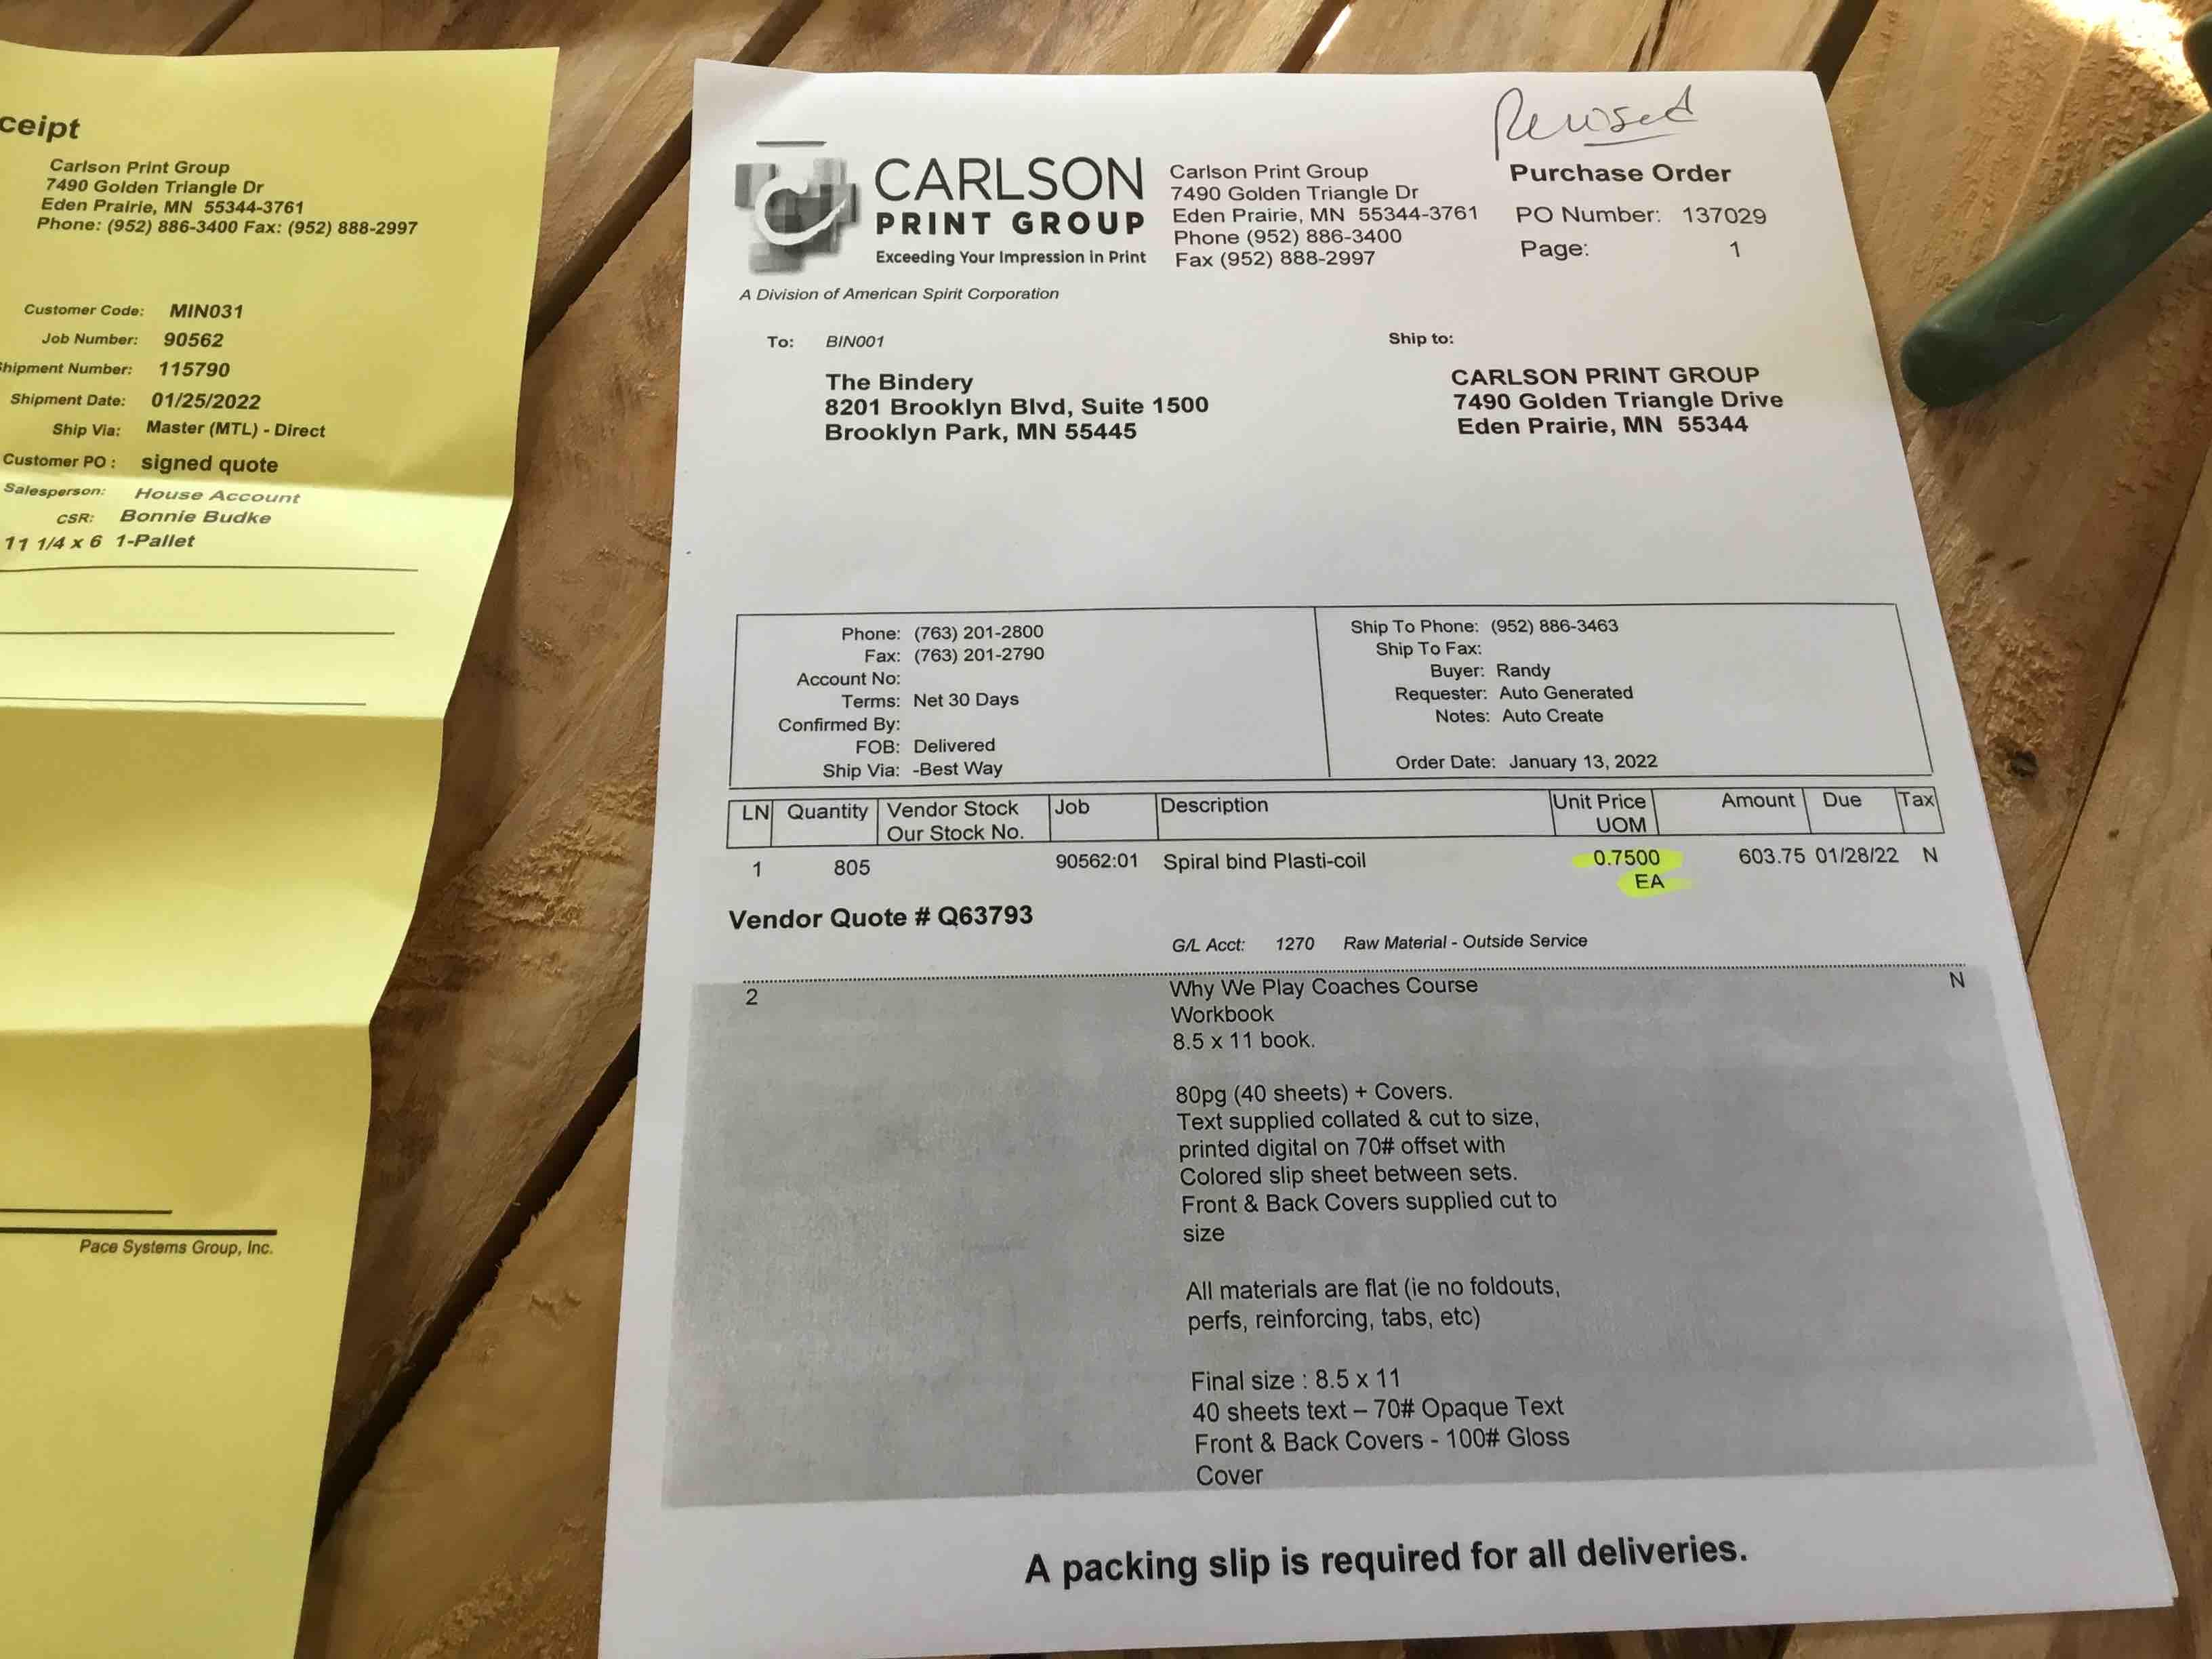 ceipt
Carlson Print Group
7490 Golden Triangle Dr
Eden Prairie, MN 55344-3761
Phone: (952) 886-3400 Fax: (952) 888-2997
Customer Code: MIN031
Job Number: 90562
Shipment Number: 115790
Shipment Date: 01/25/2022
Ship Via: Master (MTL) - Direct
Customer PO : signed quote
Salesperson: House Account
CSR: Bonnie Budke
11 1/4 x 6 1-Pallet
Pace Systems Group, Inc.
Revised
CARLSON
PRINT GROUP
Exceeding Your Impression in Print
A Division of American Spirit Corporation
Carlson Print Group
7490 Golden Triangle Dr
Eden Prairie, MN 55344-3761
Phone (952) 886-3400
Fax (952) 888-2997
Purchase Order
PO Number: 137029
Page: 1
To: BIN001
The Bindery
8201 Brooklyn Blvd, Suite 1500
Brooklyn Park, MN 55445
Ship to:
CARLSON PRINT GROUP
7490 Golden Triangle Drive
Eden Prairie, MN 55344
Phone: (763) 201-2800
Fax: (763) 201-2790
Account No:
Terms: Net 30 Days
Confirmed By:
FOB: Delivered
Ship Via: -Best Way
Ship To Phone: (952) 886-3463
Ship To Fax:
Buyer: Randy
Requester: Auto Generated
Notes: Auto Create
Order Date: January 13, 2022
LN Quantity Vendor Stock Job Description Unit Price Amount Due Tax
Our Stock No. UOM
1 805 90562:01 Spiral bind Plasti-coil 0.7500 603.75 01/28/22 N
EA
Vendor Quote # Q63793
G/L Acct: 1270 Raw Material - Outside Service
2 Why We Play Coaches Course N
Workbook
8.5 x 11 book.
80pg (40 sheets) + Covers.
Text supplied collated & cut to size,
printed digital on 70# offset with
Colored slip sheet between sets.
Front & Back Covers supplied cut to
size
All materials are flat (ie no foldouts,
perfs, reinforcing, tabs, etc)
Final size : 8.5 x 11
40 sheets text – 70# Opaque Text
Front & Back Covers - 100# Gloss
Cover
A packing slip is required for all deliveries.